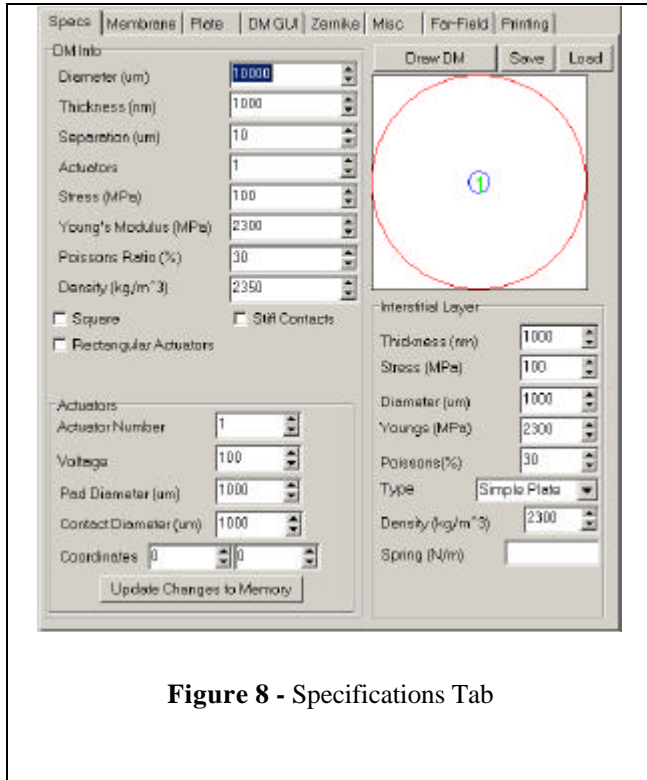 Specs Membrane Plate DM GUI Zernike Misc Far-Field Printing
DM Info
Diameter (um) 10000
Thickness (nm) 1000
Separation (um) 10
Actuators 1
Stress (MPa) 100
Young's Modulus (MPa) 2300
Poissons Ratio (%) 30
Density (kg/m^3) 2350
Square Stiff Contacts
Rectangular Actuators
Actuators
Actuator Number 1
Voltage 100
Pad Diameter (um) 1000
Contact Diameter (um) 1000
Coordinates 0 0
Update Changes to Memory
Draw DM Save Load
1
Interstitial Layer
Thickness (nm) 1000
Stress (MPa) 100
Diameter (um) 1000
Youngs (MPa) 2300
Poissons(%) 30
Type Simple Plate
Density (kg/m^3) 2300
Spring (N/m)
Figure 8 - Specifications Tab